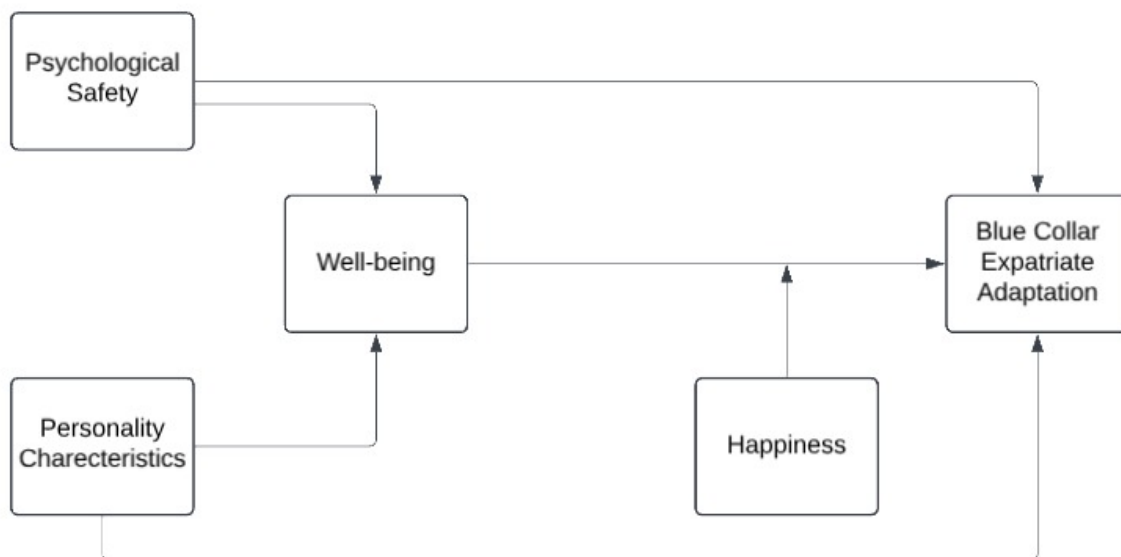 Psychological
Safety
Well-being
Blue Collar
Expatriate
Adaptation
Personality
Charecteristics
Happiness